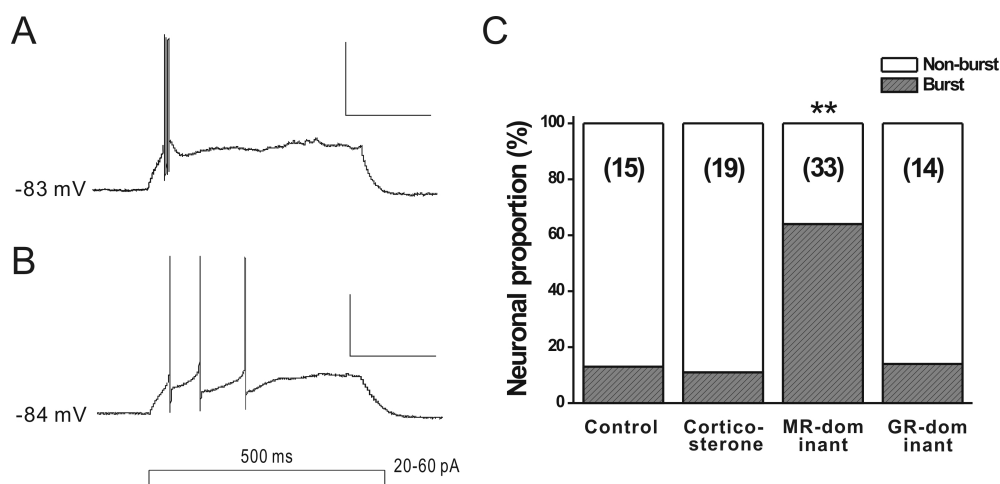 A
-83 mV
B
-84 mV
500 ms
20-60 pA
C
Non-burst
Burst
**
Neuronal proportion (%)
100
80
60
40
20
0
(15)
(19)
(33)
(14)
Control
Cortico-
sterone
MR-dom
inant
GR-dom
inant